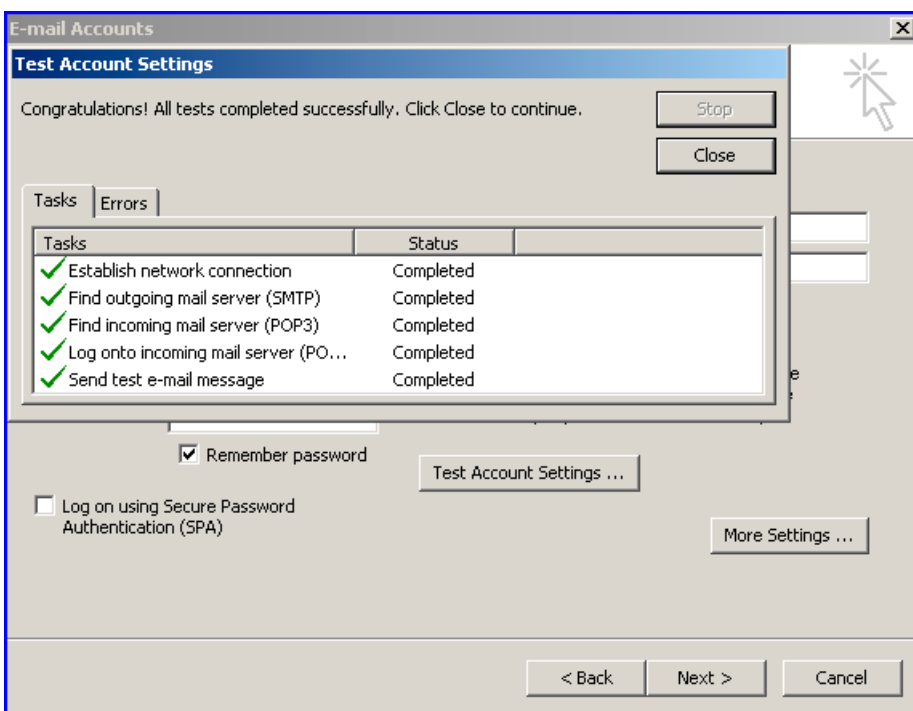 E-mail Accounts
Test Account Settings
Congratulations! All tests completed successfully. Click Close to continue.
Stop
Close
Tasks
Errors
Tasks Status
Establish network connection Completed
Find outgoing mail server (SMTP) Completed
Find incoming mail server (POP3) Completed
Log onto incoming mail server (PO... Completed
Send test e-mail message Completed
Remember password
Test Account Settings ...
Log on using Secure Password
Authentication (SPA)
More Settings ...
< Back
Next >
Cancel